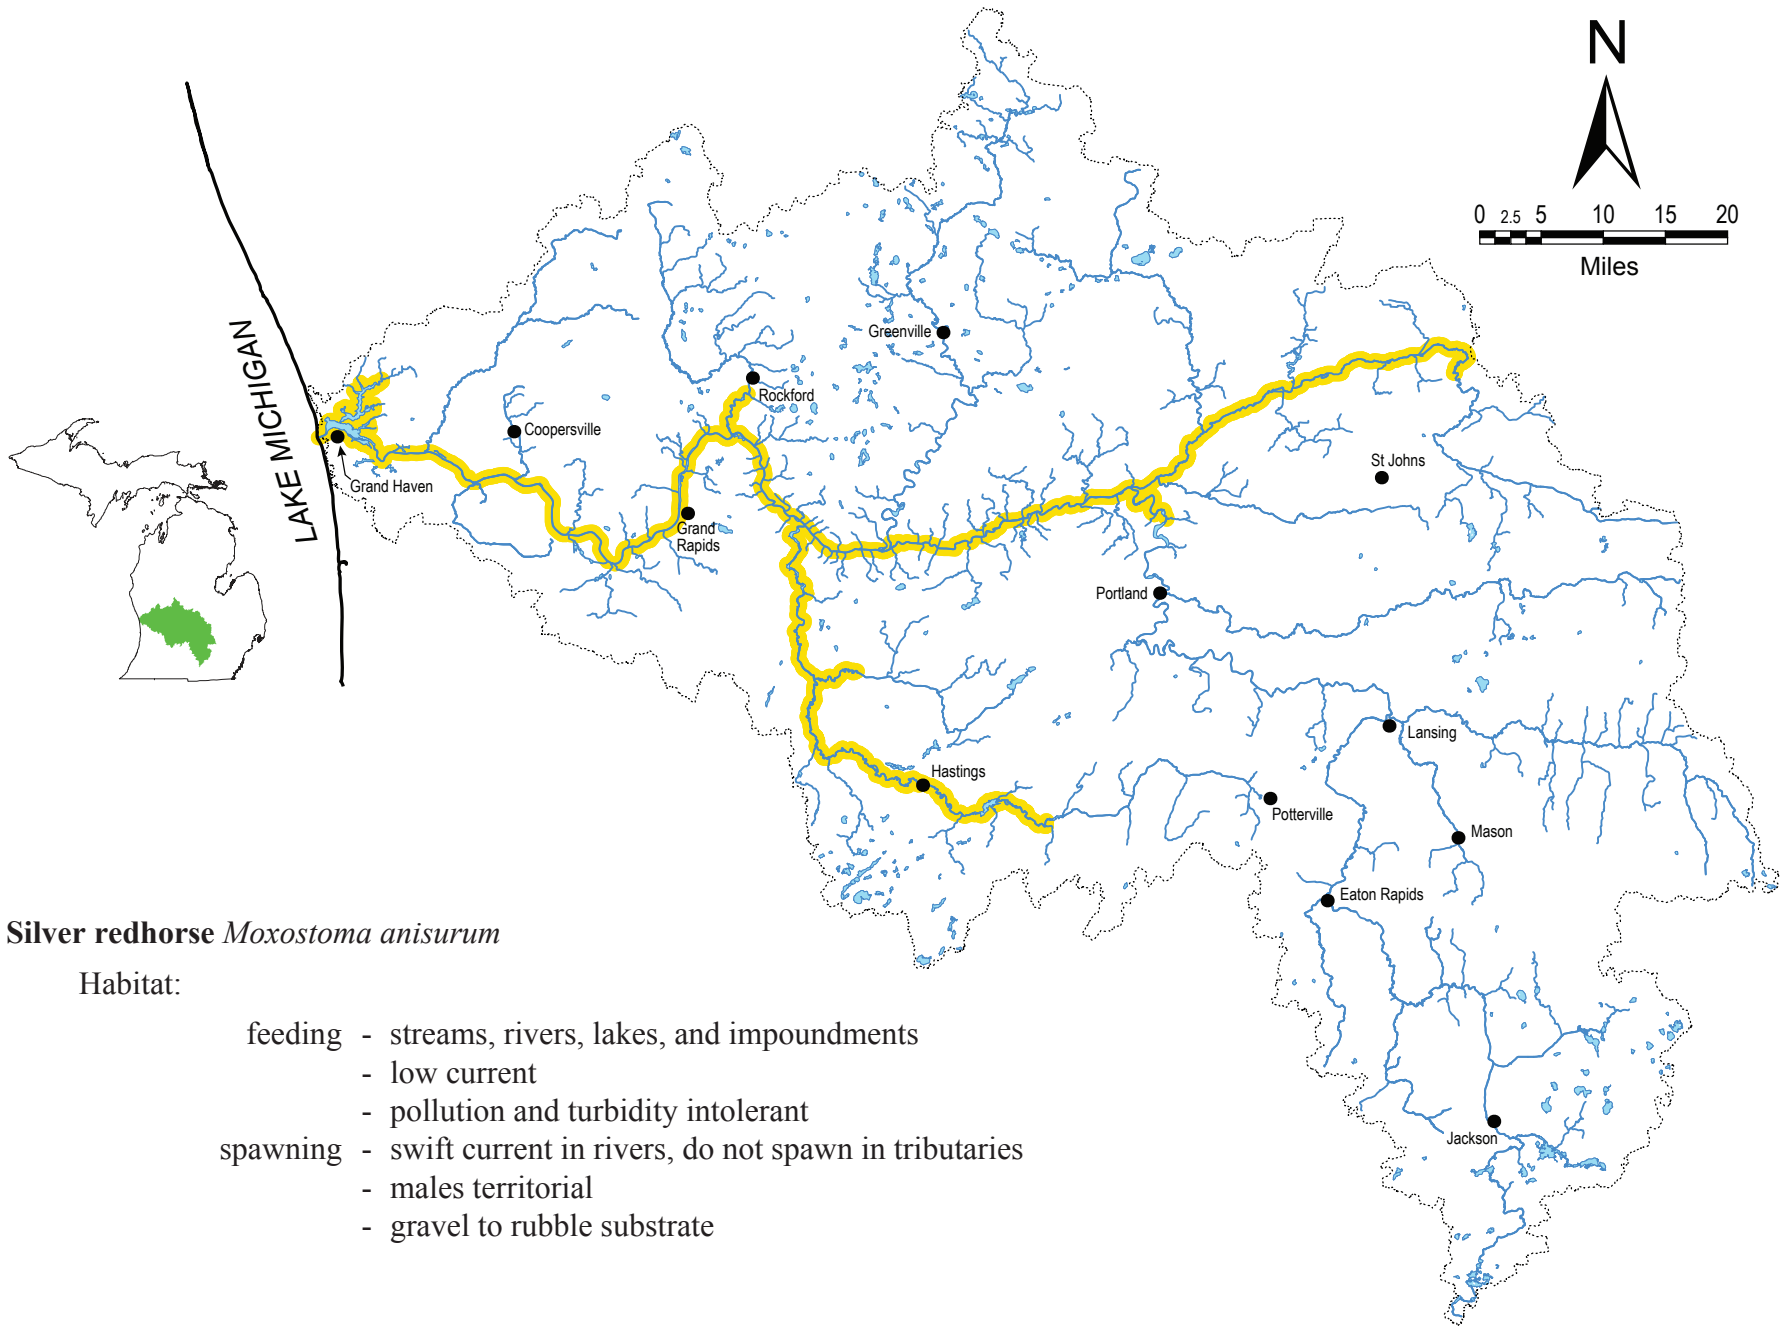 N
0 2.5 5 10 15 20
Miles
LAKE MICHIGAN
Greenville
Rockford
Coopersville
Grand Haven
St Johns
Grand
Rapids
Portland
Lansing
Hastings
Potterville
Mason
Eaton Rapids
Jackson
Silver redhorse Moxostoma anisurum
Habitat:
feeding - streams, rivers, lakes, and impoundments
- low current
- pollution and turbidity intolerant
spawning - swift current in rivers, do not spawn in tributaries
- males territorial
- gravel to rubble substrate